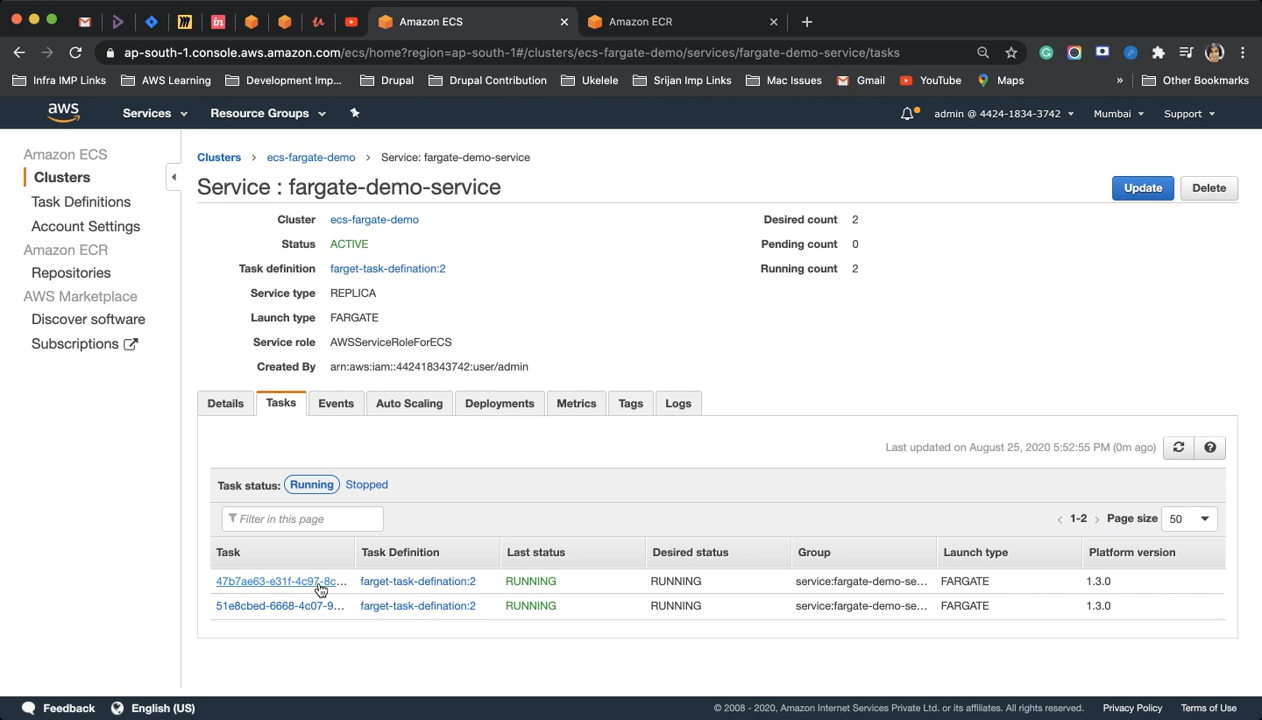 Amazon ECS
Amazon ECR
ap-south-1.console.aws.amazon.com/ecs/home?region=ap-south-1#/clusters/ecs-fargate-demo/services/fargate-demo-service/tasks
Infra IMP Links AWS Learning Development Imp... Drupal Drupal Contribution Ukelele Srijan Imp Links Mac Issues Gmail YouTube Maps » Other Bookmarks
aws Services Resource Groups admin @ 4424-1834-3742 Mumbai Support
Amazon ECS
Clusters
Task Definitions
Account Settings
Amazon ECR
Repositories
AWS Marketplace
Discover software
Subscriptions
Clusters > ecs-fargate-demo > Service: fargate-demo-service
Service : fargate-demo-service
Update Delete
Cluster ecs-fargate-demo
Status ACTIVE
Task definition farget-task-defination:2
Service type REPLICA
Launch type FARGATE
Service role AWSServiceRoleForECS
Created By arn:aws:iam::442418343742:user/admin
Desired count 2
Pending count 0
Running count 2
Details Tasks Events Auto Scaling Deployments Metrics Tags Logs
Last updated on August 25, 2020 5:52:55 PM (0m ago)
Task status: Running Stopped
Filter in this page
< 1-2 > Page size 50
Task Task Definition Last status Desired status Group Launch type Platform version
47b7ae63-e31f-4c97-8c... farget-task-defination:2 RUNNING RUNNING service:fargate-demo-se... FARGATE 1.3.0
51e8cbed-6668-4c07-9... farget-task-defination:2 RUNNING RUNNING service:fargate-demo-se... FARGATE 1.3.0
Feedback English (US)
© 2008 - 2020, Amazon Internet Services Private Ltd. or its affiliates. All rights reserved. Privacy Policy Terms of Use